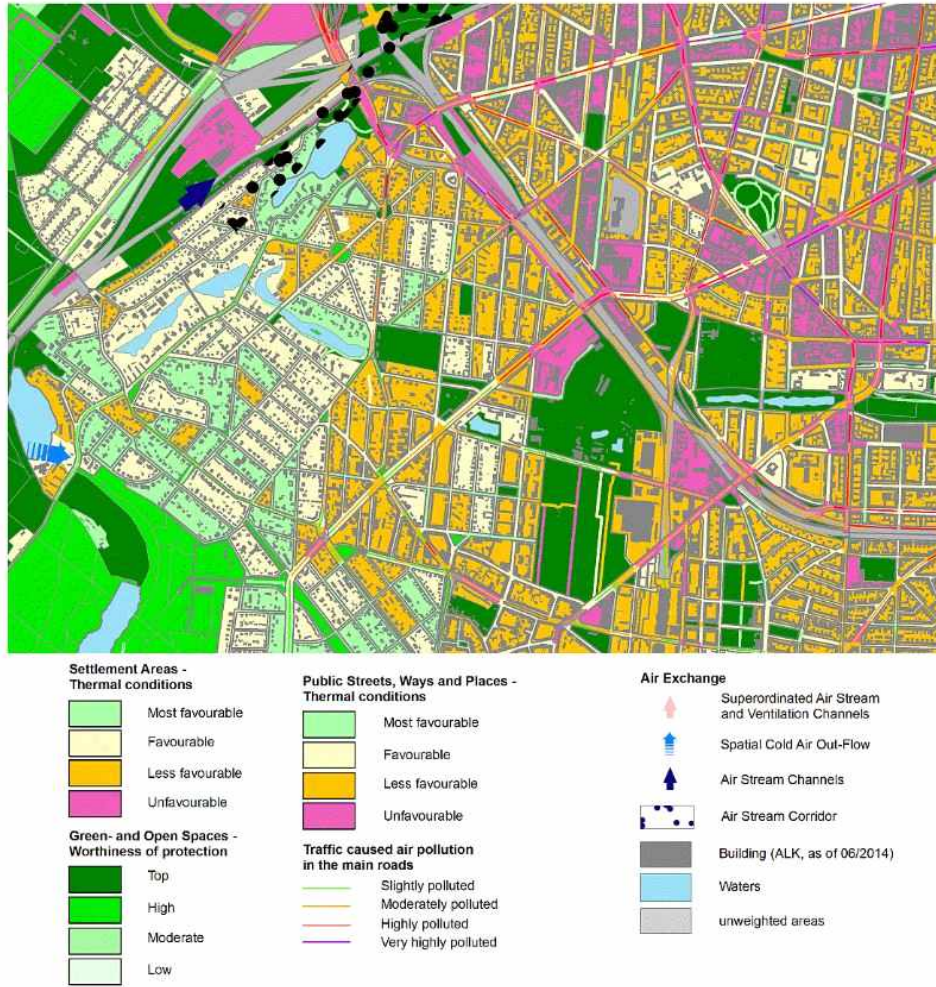 Settlement Areas -
Thermal conditions
Most favourable
Favourable
Less favourable
Unfavourable
Green- and Open Spaces -
Worthiness of protection
Top
High
Moderate
Low
Public Streets, Ways and Places -
Thermal conditions
Most favourable
Favourable
Less favourable
Unfavourable
Traffic caused air pollution
in the main roads
Slightly polluted
Moderately polluted
Highly polluted
Very highly polluted
Air Exchange
Superordinated Air Stream
and Ventilation Channels
Spatial Cold Air Out-Flow
Air Stream Channels
Air Stream Corridor
Building (ALK, as of 06/2014)
Waters
unweighted areas